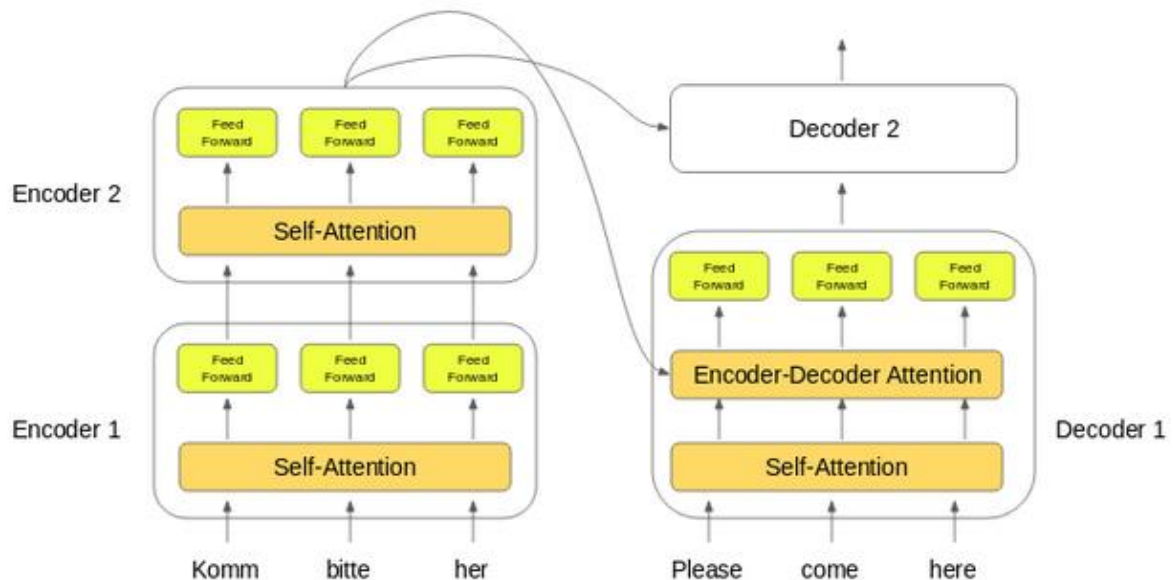 Encoder 2
Feed
Forward
Feed
Forward
Feed
Forward
Self-Attention
Encoder 1
Feed
Forward
Feed
Forward
Feed
Forward
Self-Attention
Komm bitte her
Decoder 2
Decoder 1
Feed
Forward
Feed
Forward
Feed
Forward
Encoder-Decoder Attention
Self-Attention
Please come here